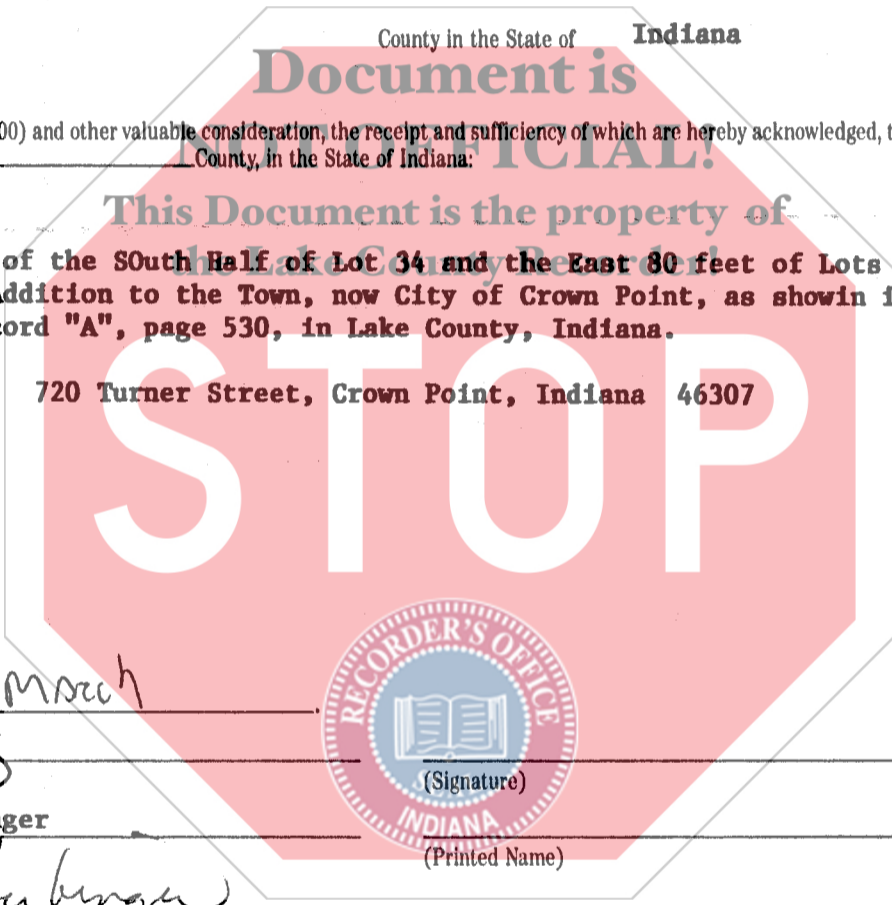 County in the State of Indiana
Document is
00) and other valuable consideration, the receipt and sufficiency of which are hereby acknowledged, t
NOT OFFICIAL!
County, in the State of Indiana:
This Document is the property of
of the SOuth Half of Lot 34 and the East 80 feet of Lots
the Lake County Recorder!
ddition to the Town, now City of Crown Point, as showin i
ord "A", page 530, in Lake County, Indiana.
720 Turner Street, Crown Point, Indiana 46307
STOP
RECORDER'S OFFICE
March
(Signature)
SEAL
ger
INDIANA
(Printed Name)